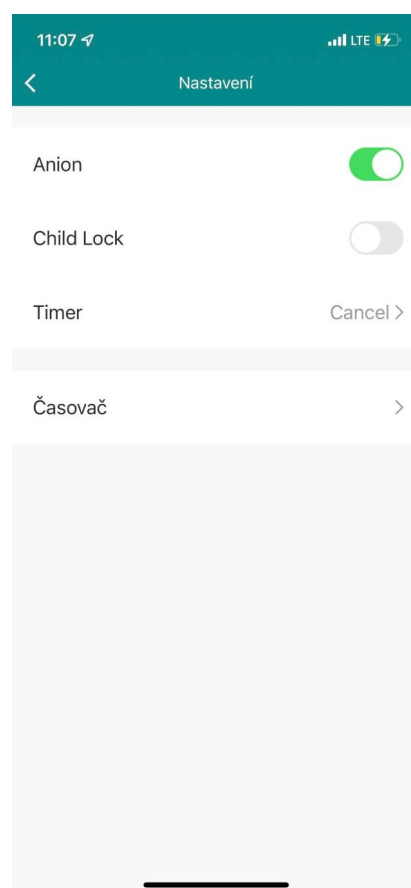 11:07
LTE
Nastavení
Anion
Child Lock
Timer
Cancel
Časovač